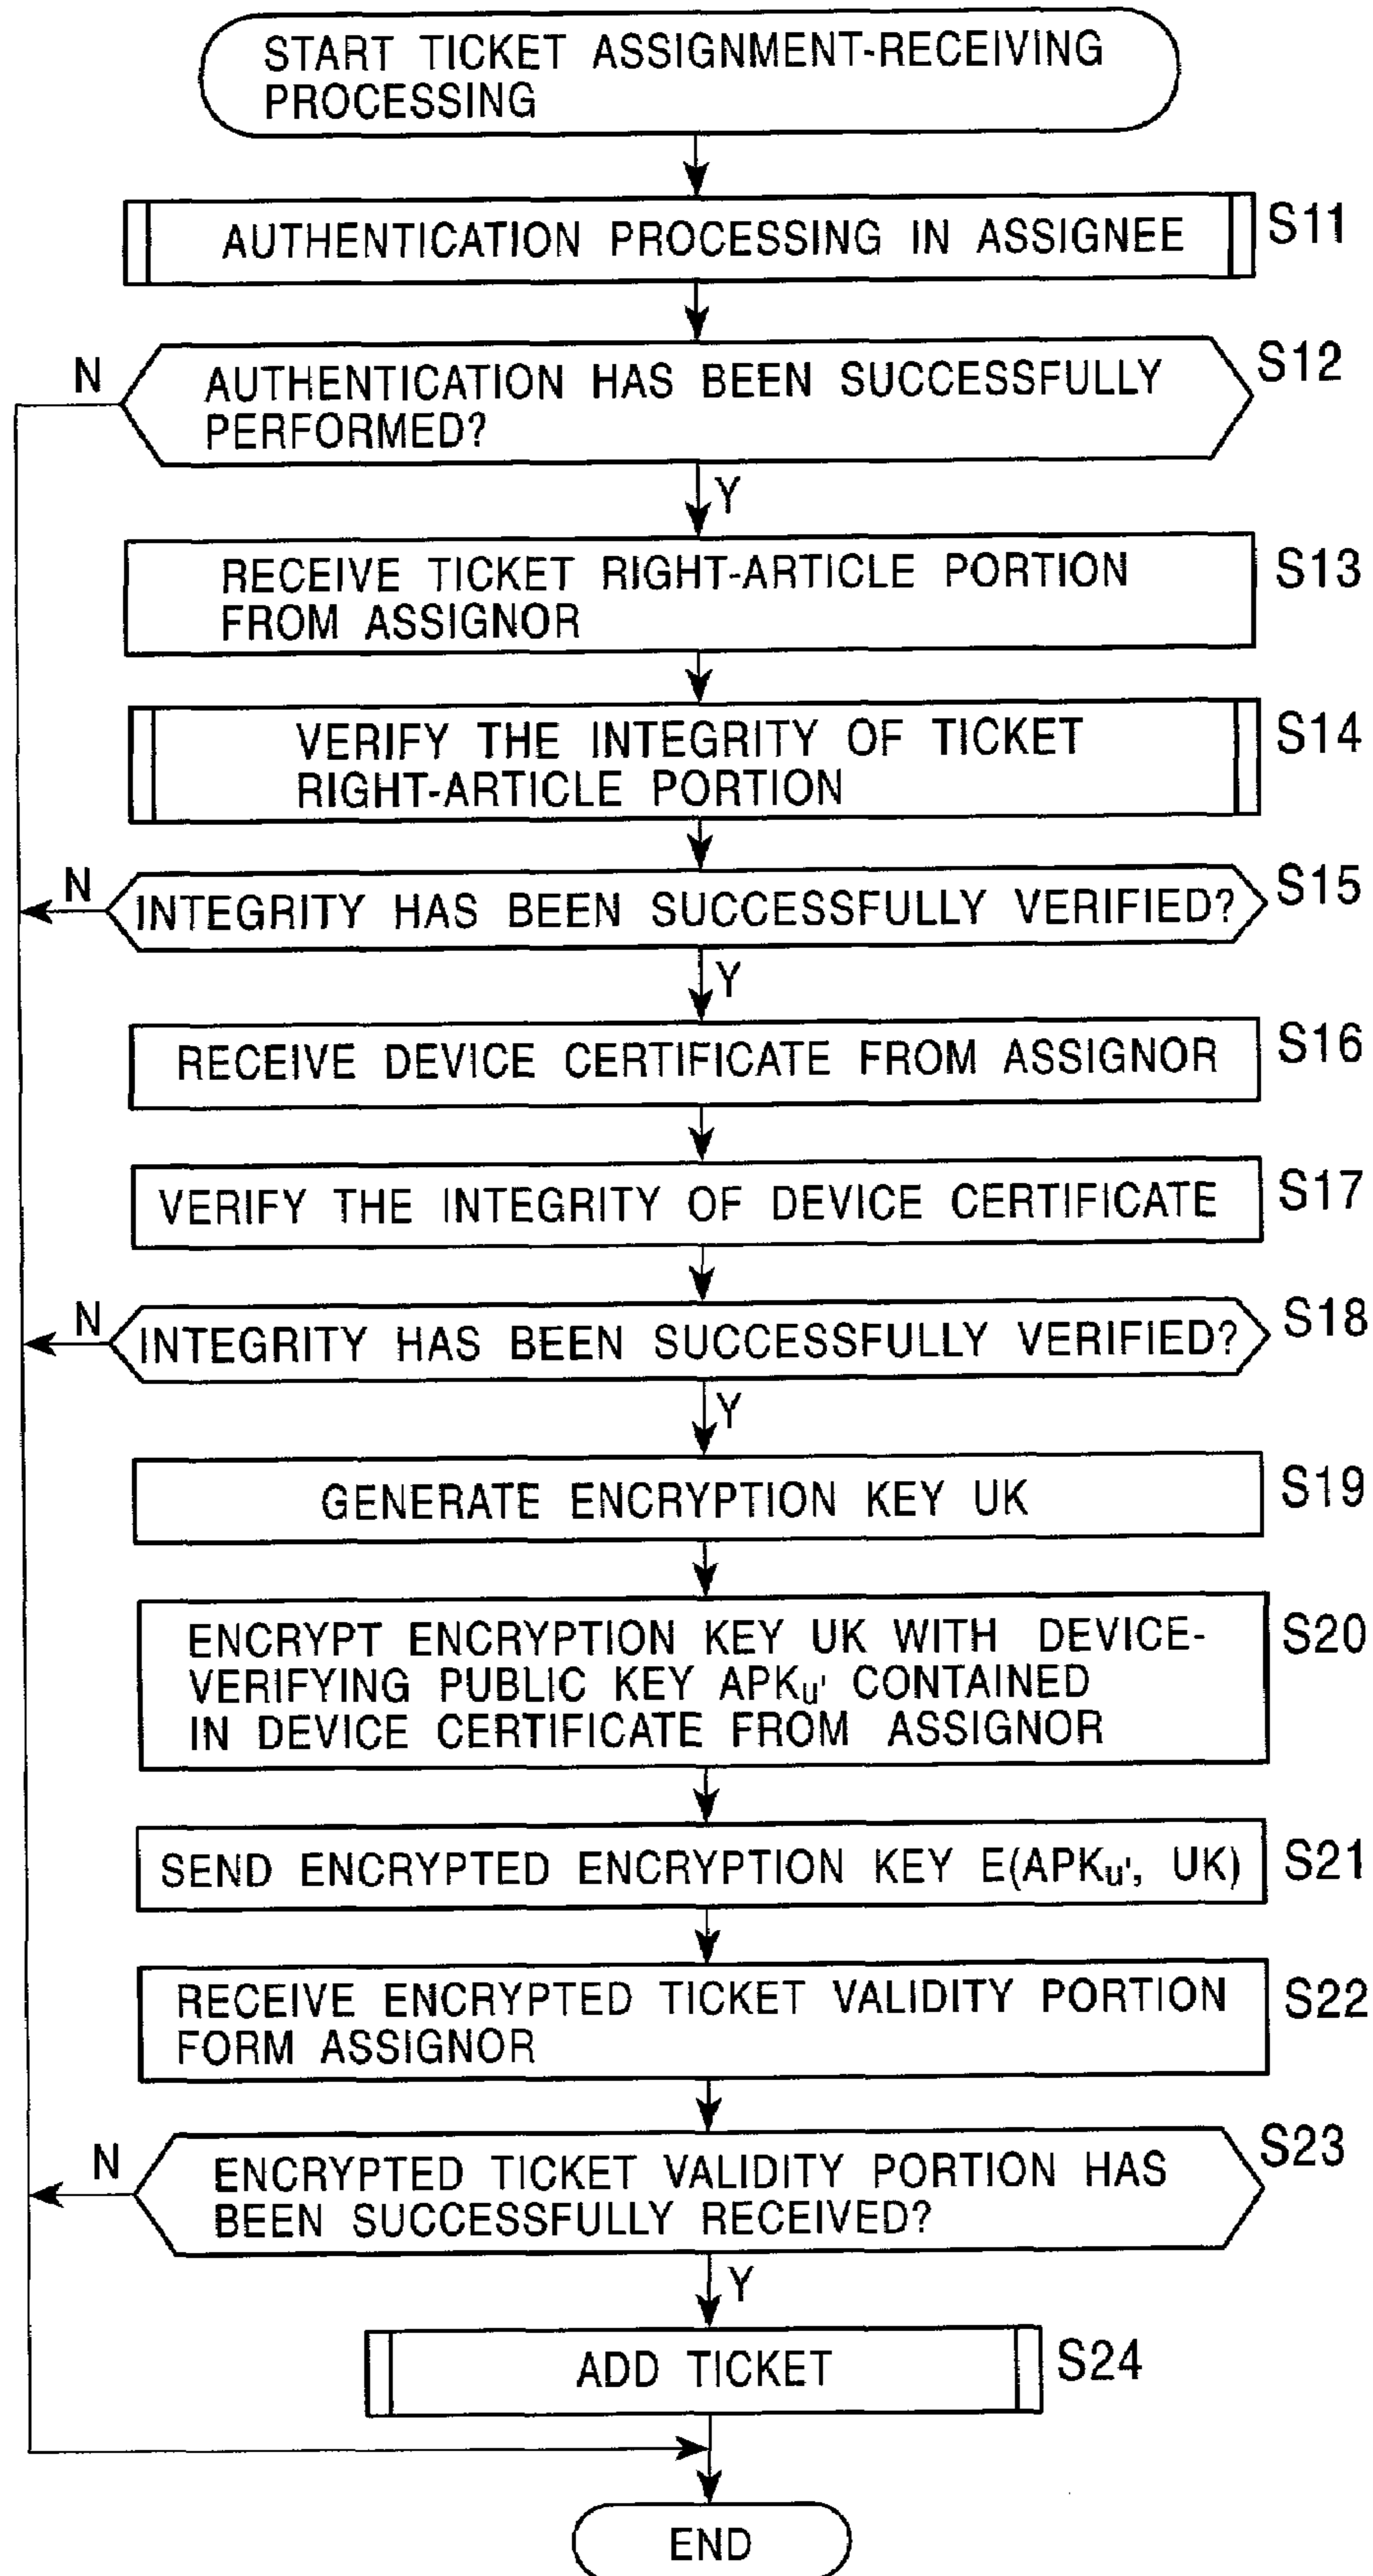 START TICKET ASSIGNMENT-RECEIVING
PROCESSING
AUTHENTICATION PROCESSING IN ASSIGNEE
S11
N
AUTHENTICATION HAS BEEN SUCCESSFULLY
PERFORMED?
S12
Y
RECEIVE TICKET RIGHT-ARTICLE PORTION
FROM ASSIGNOR
S13
VERIFY THE INTEGRITY OF TICKET
RIGHT-ARTICLE PORTION
S14
N
INTEGRITY HAS BEEN SUCCESSFULLY VERIFIED?
S15
Y
RECEIVE DEVICE CERTIFICATE FROM ASSIGNOR
S16
VERIFY THE INTEGRITY OF DEVICE CERTIFICATE
S17
N
INTEGRITY HAS BEEN SUCCESSFULLY VERIFIED?
S18
Y
GENERATE ENCRYPTION KEY UK
S19
ENCRYPT ENCRYPTION KEY UK WITH DEVICE-
VERIFYING PUBLIC KEY APKu' CONTAINED
IN DEVICE CERTIFICATE FROM ASSIGNOR
S20
SEND ENCRYPTED ENCRYPTION KEY E(APKu', UK)
S21
RECEIVE ENCRYPTED TICKET VALIDITY PORTION
FORM ASSIGNOR
S22
N
ENCRYPTED TICKET VALIDITY PORTION HAS
BEEN SUCCESSFULLY RECEIVED?
S23
Y
ADD TICKET
S24
END